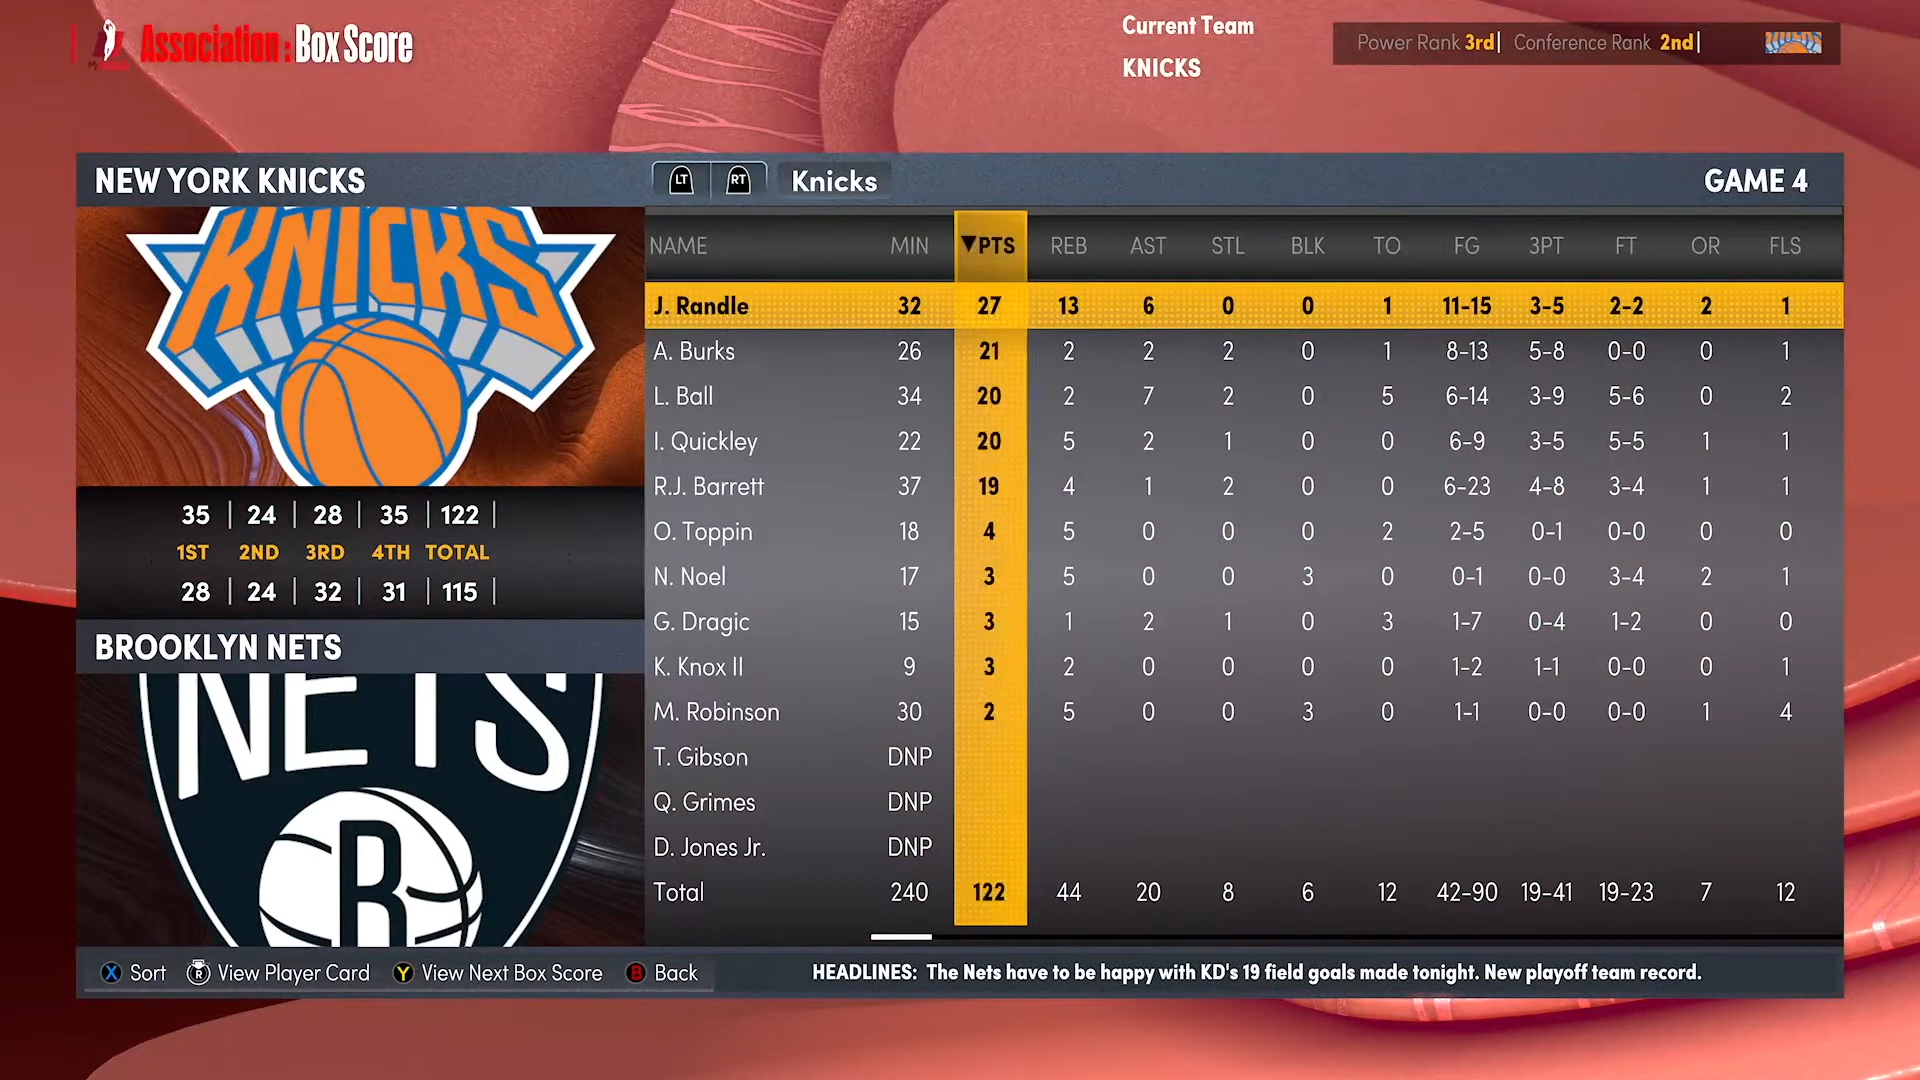 Association : Box Score
Current Team
KNICKS
Power Rank 3rd| Conference Rank 2nd|
NEW YORK KNICKS
LT RT Knicks
GAME 4
KNICKS
35 | 24 | 28 | 35 | 122 |
1ST 2ND 3RD 4TH TOTAL
28 | 24 | 32 | 31 | 115 |
BROOKLYN NETS
NETS
B
NAME MIN ▼PTS REB AST STL BLK TO FG 3PT FT OR FLS
J. Randle 32 27 13 6 0 0 1 11-15 3-5 2-2 2 1
A. Burks 26 21 2 2 2 0 1 8-13 5-8 0-0 0 1
L. Ball 34 20 2 7 2 0 5 6-14 3-9 5-6 0 2
I. Quickley 22 20 5 2 1 0 0 6-9 3-5 5-5 1 1
R.J. Barrett 37 19 4 1 2 0 0 6-23 4-8 3-4 1 1
O. Toppin 18 4 5 0 0 0 2 2-5 0-1 0-0 0 0
N. Noel 17 3 5 0 0 3 0 0-1 0-0 3-4 2 1
G. Dragic 15 3 1 2 1 0 3 1-7 0-4 1-2 0 0
K. Knox II 9 3 2 0 0 0 0 1-2 1-1 0-0 0 1
M. Robinson 30 2 5 0 0 3 0 1-1 0-0 0-0 1 4
T. Gibson DNP
Q. Grimes DNP
D. Jones Jr. DNP
Total 240 122 44 20 8 6 12 42-90 19-41 19-23 7 12
X Sort R View Player Card Y View Next Box Score B Back
HEADLINES: The Nets have to be happy with KD's 19 field goals made tonight. New playoff team record.